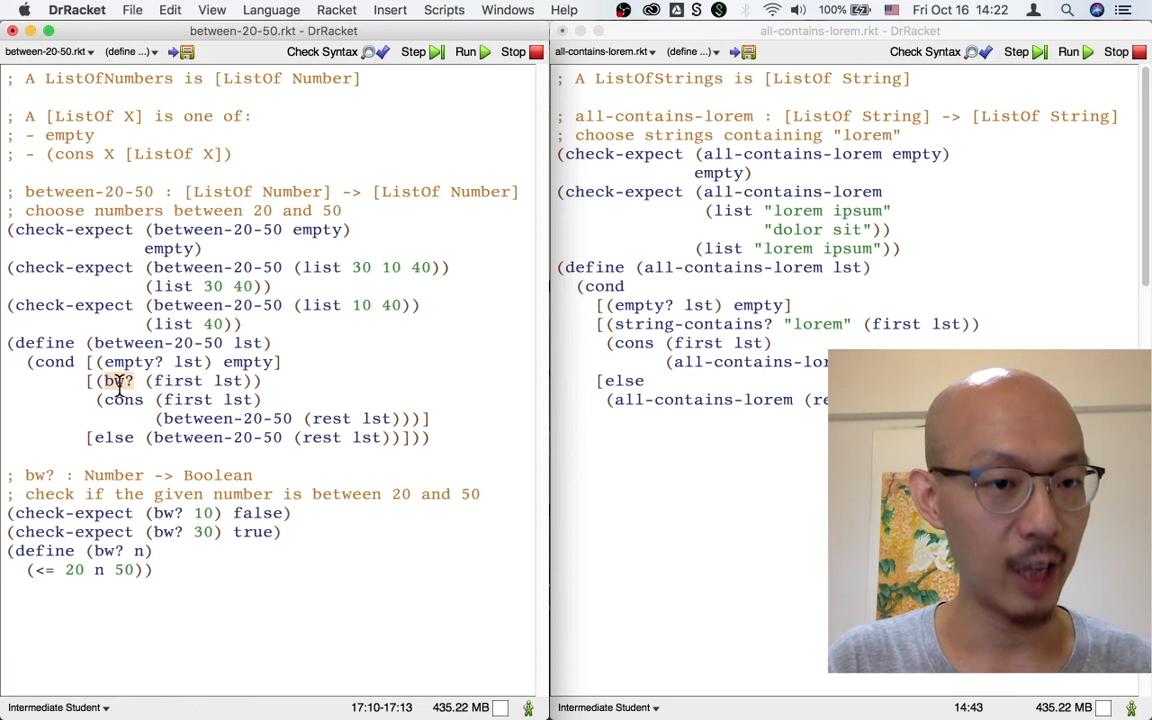 DrRacket File Edit View Language Racket Insert Scripts Windows Help 100% Fri Oct 16 14:22
between-20-50.rkt - DrRacket
between-20-50.rkt (define ...) Check Syntax Step Run Stop
; A ListOfNumbers is [ListOf Number]
; A [ListOf X] is one of:
; - empty
; - (cons X [ListOf X])
; between-20-50 : [ListOf Number] -> [ListOf Number]
; choose numbers between 20 and 50
(check-expect (between-20-50 empty)
empty)
(check-expect (between-20-50 (list 30 10 40))
(list 30 40))
(check-expect (between-20-50 (list 10 40))
(list 40))
(define (between-20-50 lst)
(cond [(empty? lst) empty]
[(bw? (first lst))
(cons (first lst)
(between-20-50 (rest lst)))]
[else (between-20-50 (rest lst))]))
; bw? : Number -> Boolean
; check if the given number is between 20 and 50
(check-expect (bw? 10) false)
(check-expect (bw? 30) true)
(define (bw? n)
(<= 20 n 50))
Intermediate Student 17:10-17:13 435.22 MB
all-contains-lorem.rkt - DrRacket
all-contains-lorem.rkt (define ...) Check Syntax Step Run Stop
; A ListOfStrings is [ListOf String]
; all-contains-lorem : [ListOf String] -> [ListOf String]
; choose strings containing "lorem"
(check-expect (all-contains-lorem empty)
empty)
(check-expect (all-contains-lorem
(list "lorem ipsum"
"dolor sit"))
(list "lorem ipsum"))
(define (all-contains-lorem lst)
(cond
[(empty? lst) empty]
[(string-contains? "lorem" (first lst))
(cons (first lst)
(all-contains-lor
[else
(all-contains-lorem (re
Intermediate Student 14:43 435.22 MB